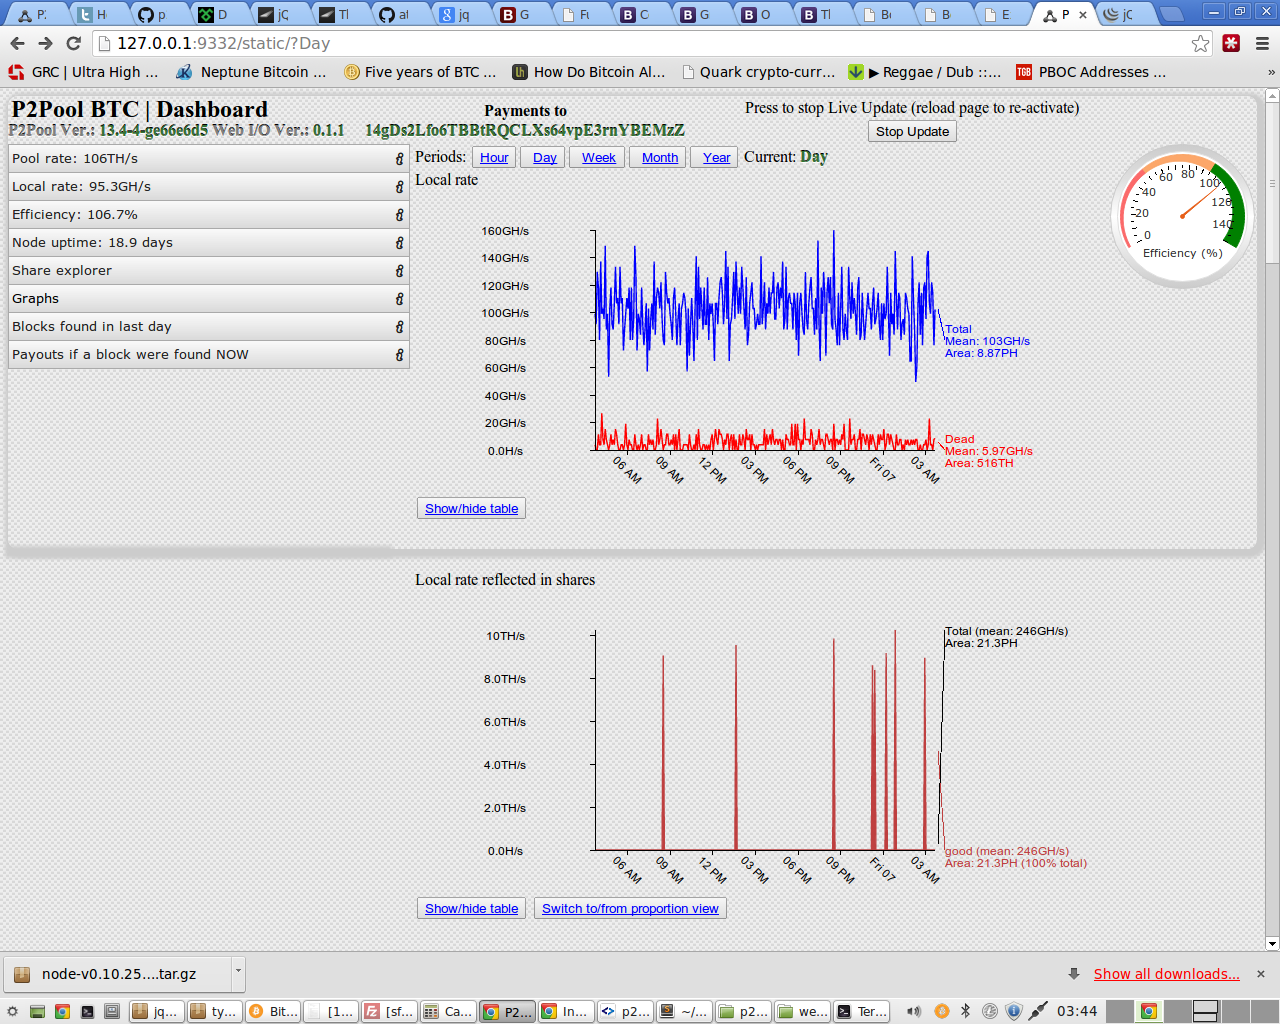 P
H
p
D
jQ
Tl
at
jq
G
Fu
C
G
O
Tl
Bo
B
E
P
jC
127.0.0.1:9332/static/?Day
GRC | Ultra High ...
Neptune Bitcoin ...
Five years of BTC ...
How Do Bitcoin Al...
Quark crypto-curr...
▶ Reggae / Dub ::...
PBOC Addresses ...
»
P2Pool BTC | Dashboard
P2Pool Ver.: 13.4-4-ge66e6d5 Web I/O Ver.: 0.1.1
Payments to
14gDs2Lfo6TBBtRQCLXs64vpE3rnYBEMzZ
Press to stop Live Update (reload page to re-activate)
Stop Update
Pool rate: 106TH/s
Local rate: 95.3GH/s
Efficiency: 106.7%
Node uptime: 18.9 days
Share explorer
Graphs
Blocks found in last day
Payouts if a block were found NOW
Periods: Hour Day Week Month Year Current: Day
Local rate
160GH/s
140GH/s
120GH/s
100GH/s
80GH/s
60GH/s
40GH/s
20GH/s
0.0H/s
Total
Mean: 103GH/s
Area: 8.87PH
Dead
Mean: 5.97GH/s
Area: 516TH
06 AM
09 AM
12 PM
03 PM
06 PM
09 PM
Fri 07
03 AM
0
20
40
60
80
100
120
140
Efficiency (%)
Show/hide table
Local rate reflected in shares
10TH/s
8.0TH/s
6.0TH/s
4.0TH/s
2.0TH/s
0.0H/s
Total (mean: 246GH/s)
Area: 21.3PH
good (mean: 246GH/s)
Area: 21.3PH (100% total)
06 AM
09 AM
12 PM
03 PM
06 PM
09 PM
Fri 07
03 AM
Show/hide table
Switch to/from proportion view
node-v0.10.25....tar.gz
Show all downloads...
jq...
ty...
Bit...
[1...
[sf...
Ca...
P2...
In...
p2...
~/...
p2...
we...
Ter...
03:44